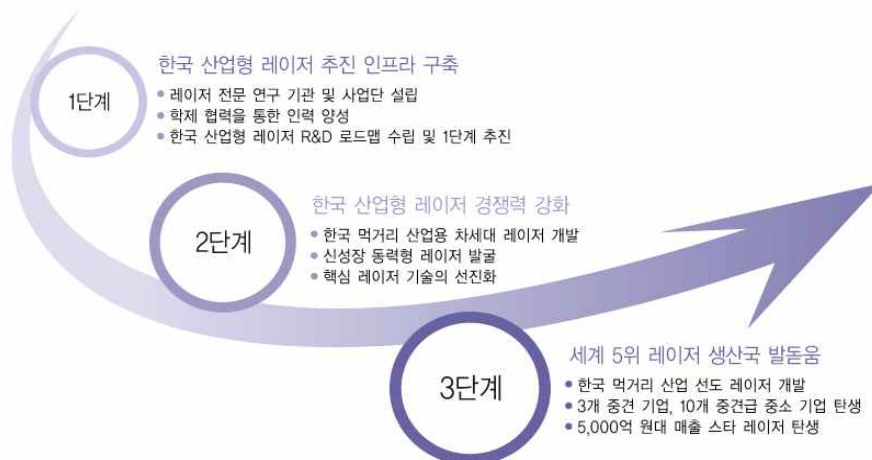 1단계
한국 산업형 레이저 추진 인프라 구축
• 레이저 전문 연구 기관 및 사업단 설립
• 학제 협력을 통한 인력 양성
• 한국 산업형 레이저 R&D 로드맵 수립 및 1단계 추진
2단계
한국 산업형 레이저 경쟁력 강화
• 한국 먹거리 산업용 차세대 레이저 개발
• 신성장 동력형 레이저 발굴
• 핵심 레이저 기술의 선진화
3단계
세계 5위 레이저 생산국 발돋움
• 한국 먹거리 산업 선도 레이저 개발
• 3개 중견 기업, 10개 중견급 중소 기업 탄생
• 5,000억 원대 매출 스타 레이저 탄생